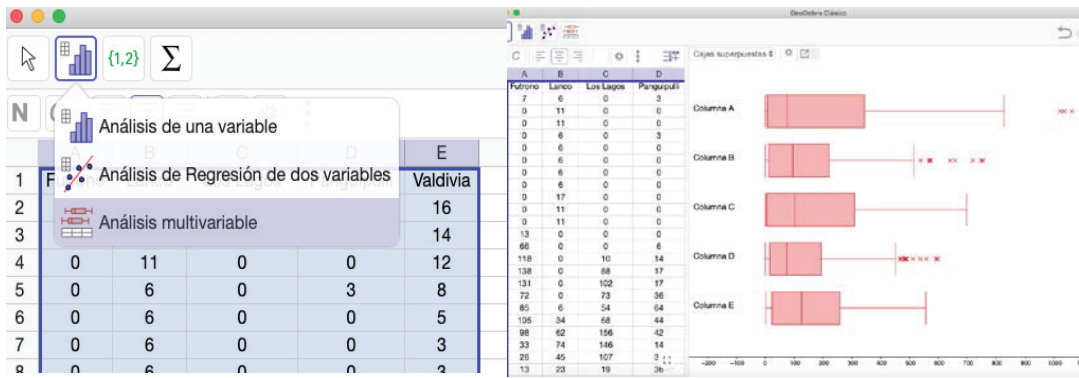 {1,2} Σ
N
Análisis de una variable
Análisis de Regresión de dos variables
Análisis multivariable
E
1 Valdivia
2 16
3 14
4 0 11 0 0 12
5 0 6 0 3 8
6 0 6 0 0 5
7 0 6 0 0 3
8 0 6 0 0 3
GeoGebra Clásico
Cajas superpuestas
A B C D
Futrono Lanco Los Lagos Panguipulli
7 6 0 3
0 11 0 0
0 11 0 0
0 6 0 3
0 6 0 0
0 6 0 0
0 6 0 0
0 6 0 0
0 17 0 0
0 11 0 0
0 11 0 0
13 0 0 0
66 0 0 6
118 0 10 14
138 0 88 17
131 0 102 17
72 0 73 36
85 6 54 64
105 34 68 44
98 62 156 42
33 74 146 14
26 45 107
13 23 19
Columna A
Columna B
Columna C
Columna D
Columna E
-200 -100 0 100 200 300 400 500 600 700 800 900 1000